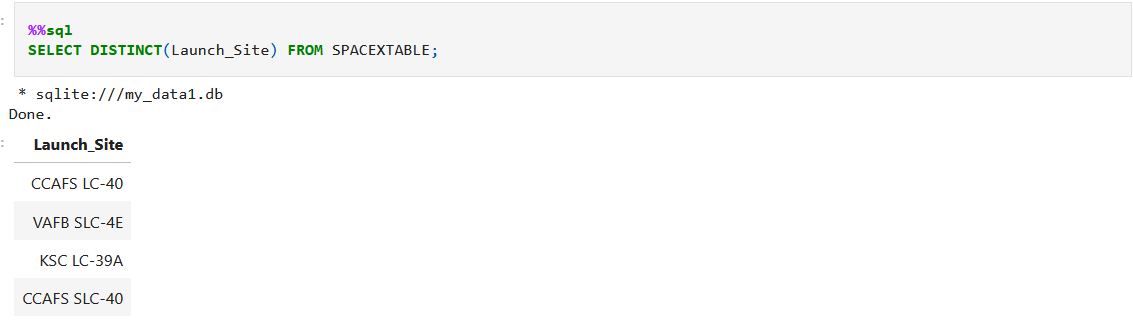 %%sql
SELECT DISTINCT(Launch_Site) FROM SPACEXTABLE;
* sqlite:///my_data1.db
Done.
Launch_Site
CCAFS LC-40
VAFB SLC-4E
KSC LC-39A
CCAFS SLC-40